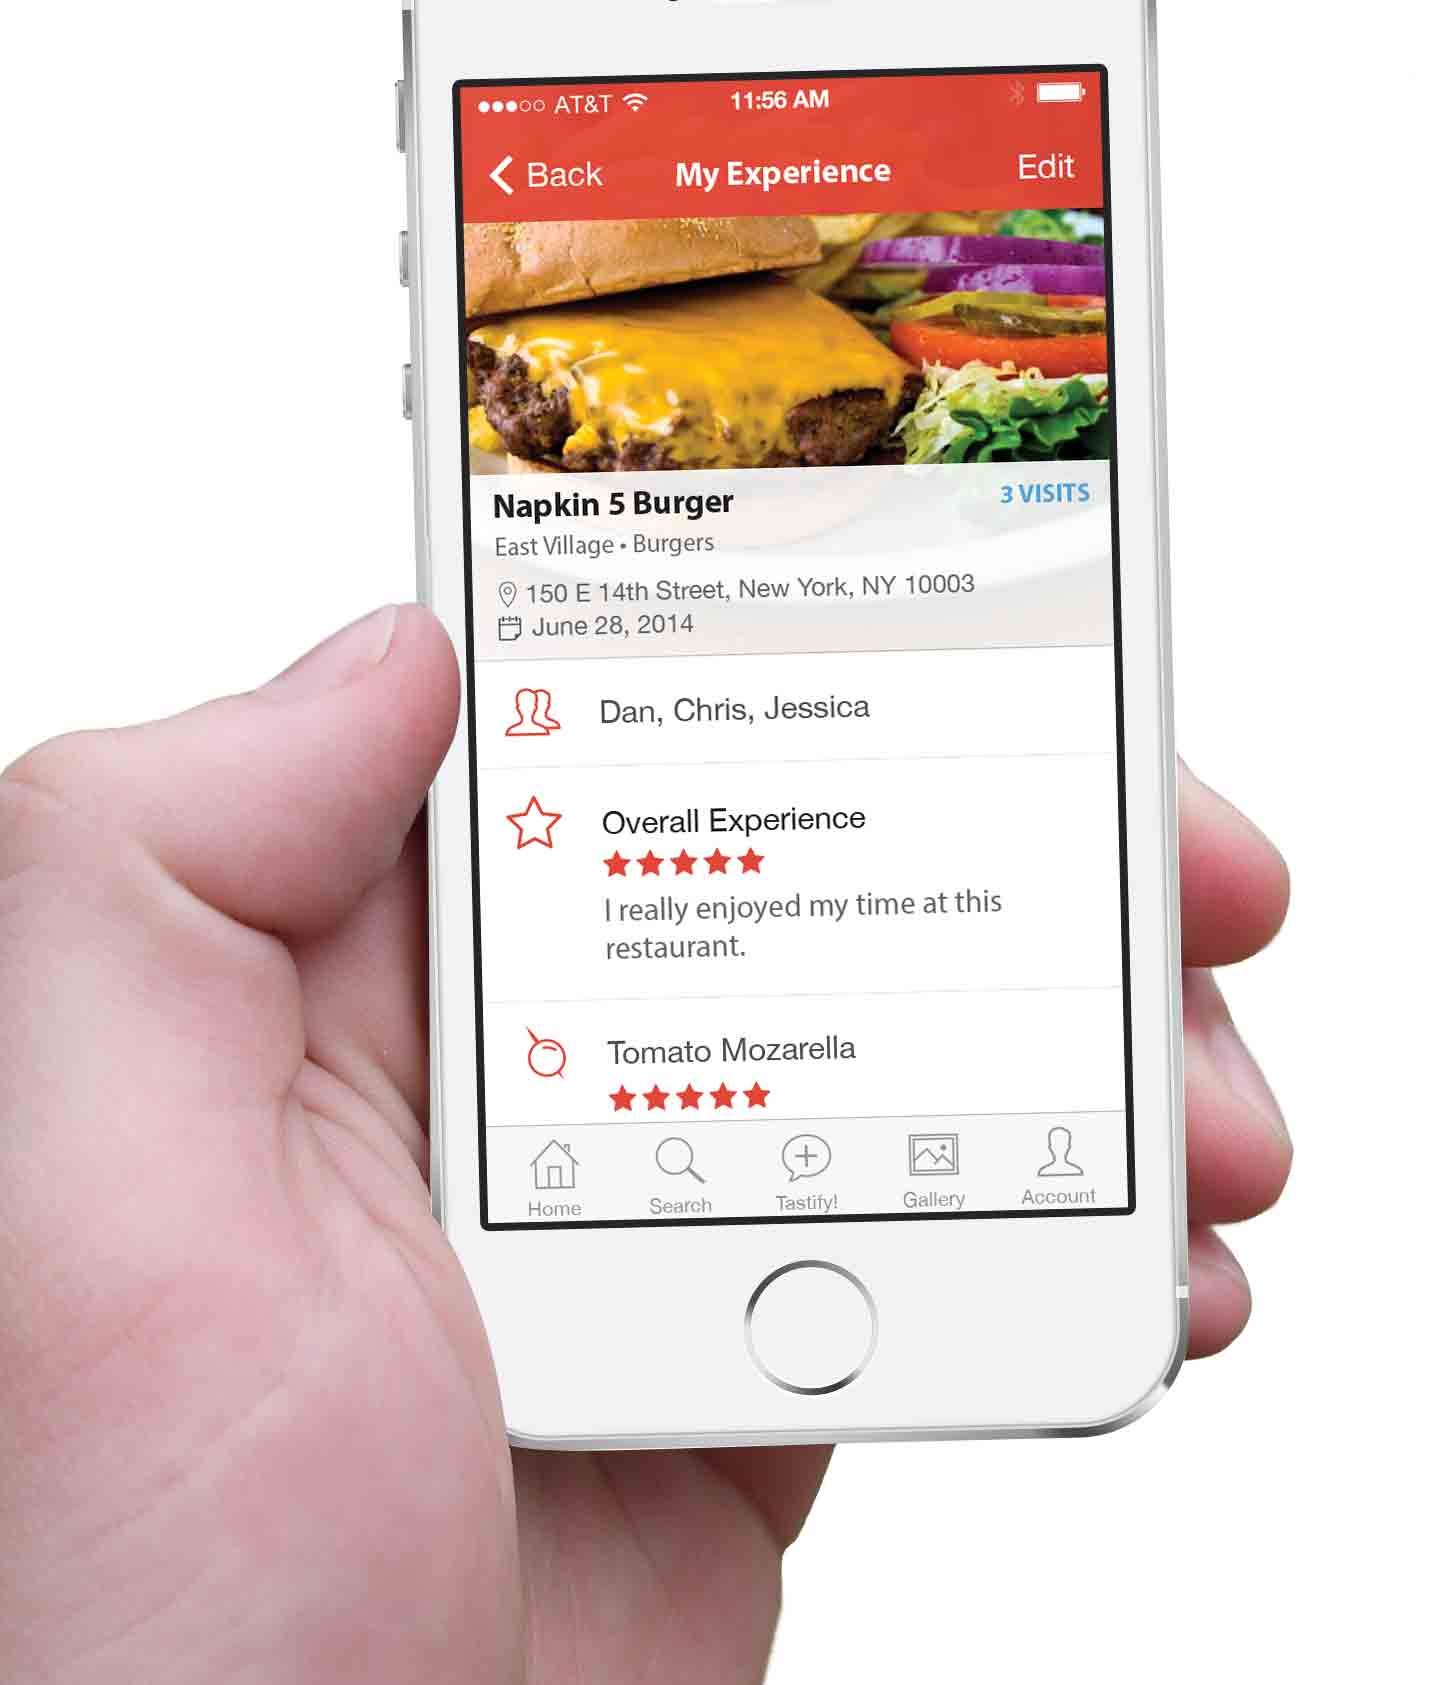 AT&T 11:56 AM
Back My Experience Edit
Napkin 5 Burger 3 VISITS
East Village • Burgers
150 E 14th Street, New York, NY 10003
June 28, 2014
Dan, Chris, Jessica
Overall Experience
I really enjoyed my time at this
restaurant.
Tomato Mozarella
Home Search Tastify! Gallery Account